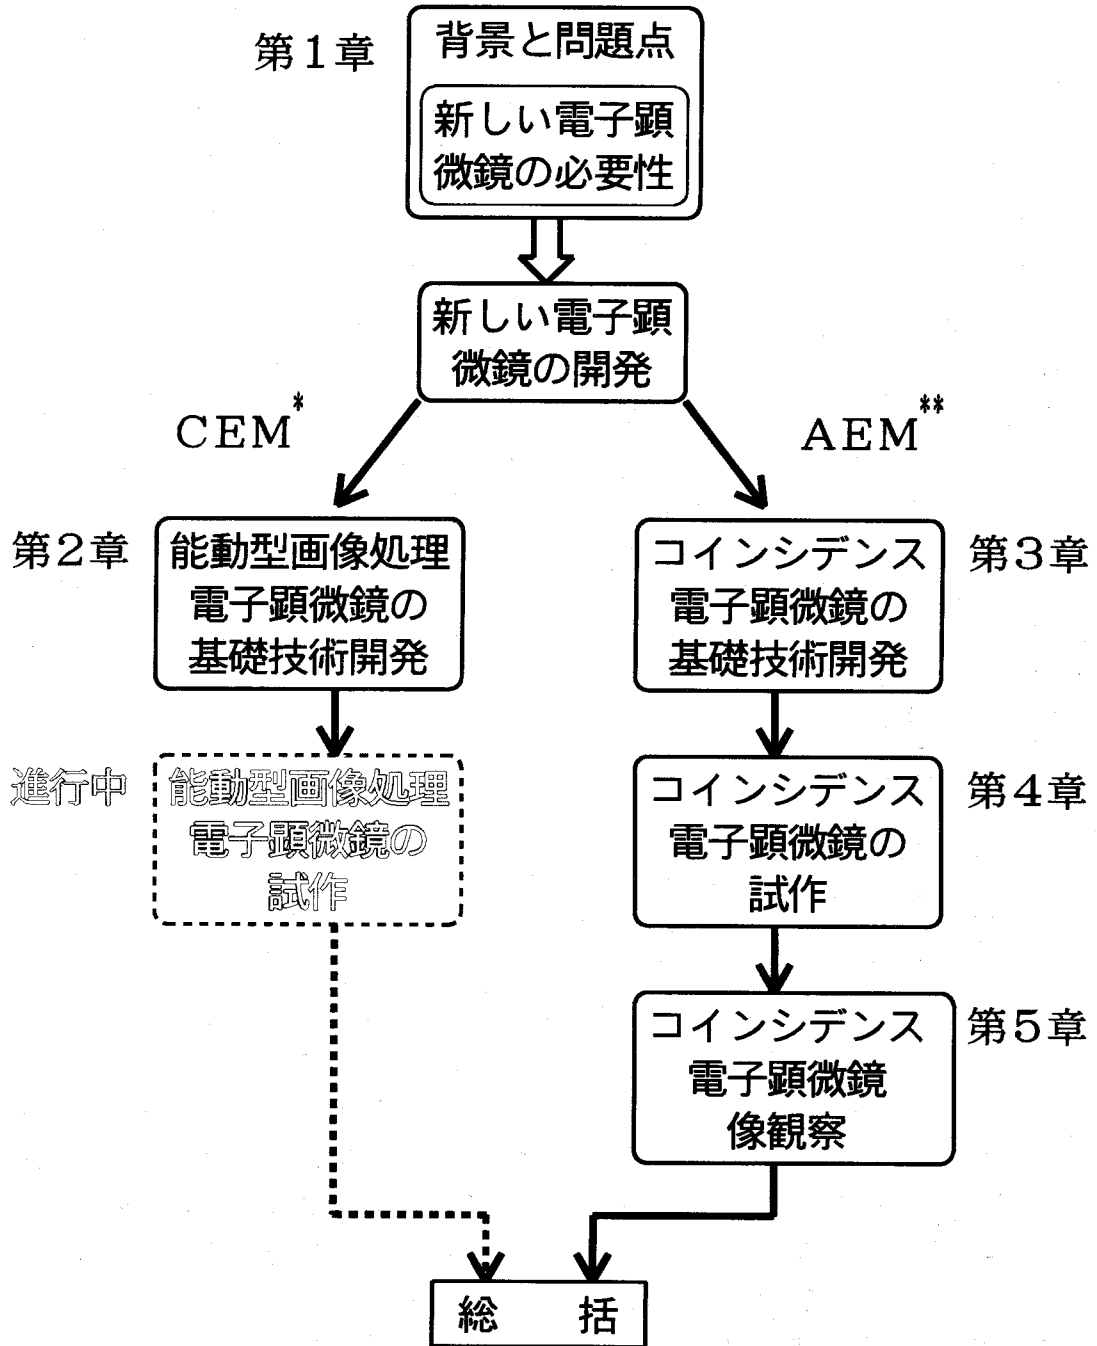 第1章
背景と問題点
新しい電子顕
微鏡の必要性
新しい電子顕
微鏡の開発
CEM*
AEM**
第2章
能動型画像処理
電子顕微鏡の
基礎技術開発
コインシデンス
電子顕微鏡の
基礎技術開発
第3章
進行中
能動型画像処理
電子顕微鏡の
試作
コインシデンス
電子顕微鏡の
試作
第4章
コインシデンス
電子顕微鏡
像観察
第5章
総 括